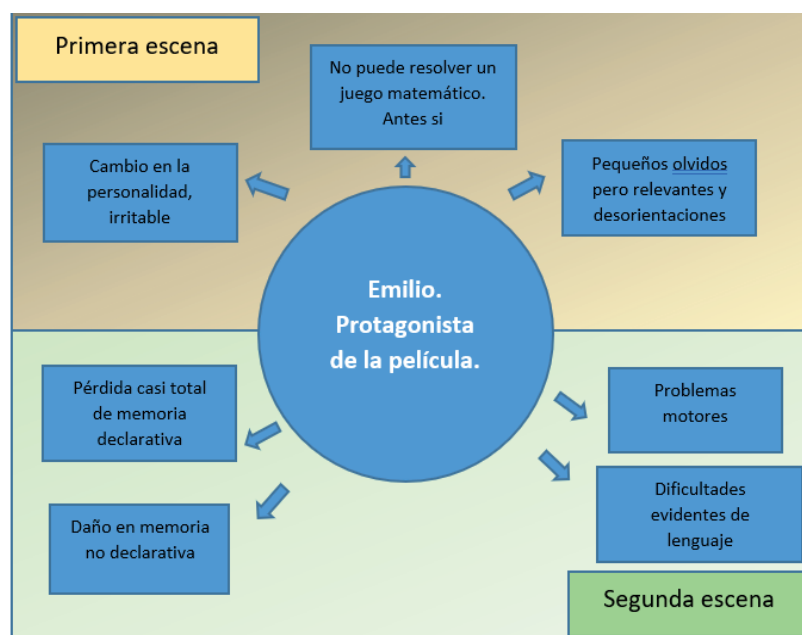 Primera escena
No puede resolver un
juego matemático.
Antes si
Cambio en la
personalidad,
irritable
Pequeños olvidos
pero relevantes y
desorientaciones
Emilio.
Protagonista
de la película.
Pérdida casi total
de memoria
declarativa
Problemas
motores
Daño en memoria
no declarativa
Dificultades
evidentes de
lenguaje
Segunda escena